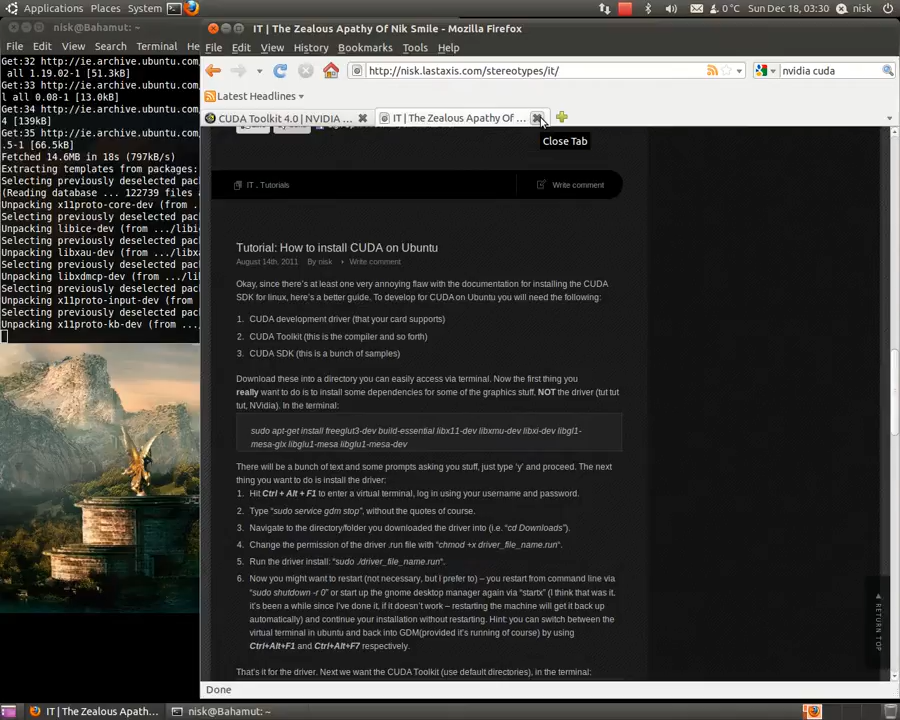 Applications Places System
0 °C Sun Dec 18, 03:30 nisk
nisk@Bahamut: ~
File Edit View Search Terminal He
Get:32 http://ie.archive.ubuntu.com
all 1.19.02-1 [51.3kB]
Get:33 http://ie.archive.ubuntu.com
l all 0.08-1 [13.0kB]
Get:34 http://ie.archive.ubuntu.com
4 [139kB]
Get:35 http://ie.archive.ubuntu.com
.5-1 [66.5kB]
Fetched 14.6MB in 18s (797kB/s)
Extracting templates from packages:
Selecting previously deselected pac
(Reading database ... 122739 files
Unpacking x11proto-core-dev (from .
Selecting previously deselected pac
Unpacking libice-dev (from .../libi
Selecting previously deselected pac
Unpacking libxau-dev (from .../libx
Selecting previously deselected pac
Unpacking libxdmcp-dev (from .../li
Selecting previously deselected pac
Unpacking x11proto-input-dev (from
Selecting previously deselected pac
Unpacking x11proto-kb-dev (from ...
IT | The Zealous Apathy Of Nik Smile - Mozilla Firefox
File Edit View History Bookmarks Tools Help
http://nisk.lastaxis.com/stereotypes/it/
nvidia cuda
Latest Headlines
CUDA Toolkit 4.0 | NVIDIA ...
IT | The Zealous Apathy Of ...
Close Tab
IT . Tutorials
Write comment
Tutorial: How to install CUDA on Ubuntu
August 14th, 2011 By nisk Write comment
Okay, since there's at least one very annoying flaw with the documentation for installing the CUDA
SDK for linux, here's a better guide. To develop for CUDA on Ubuntu you will need the following:
1. CUDA development driver (that your card supports)
2. CUDA Toolkit (this is the compiler and so forth)
3. CUDA SDK (this is a bunch of samples)
Download these into a directory you can easily access via terminal. Now the first thing you
really want to do is to install some dependencies for some of the graphics stuff, NOT the driver (tut tut
tut, NVidia). In the terminal:
sudo apt-get install freeglut3-dev build-essential libx11-dev libxmu-dev libxi-dev libgl1-
mesa-glx libglu1-mesa libglu1-mesa-dev
There will be a bunch of text and some prompts asking you stuff, just type 'y' and proceed. The next
thing you want to do is install the driver:
1. Hit Ctrl + Alt + F1 to enter a virtual terminal, log in using your username and password.
2. Type "sudo service gdm stop", without the quotes of course.
3. Navigate to the directory/folder you downloaded the driver into (i.e. "cd Downloads").
4. Change the permission of the driver .run file with "chmod +x driver_file_name.run".
5. Run the driver install: "sudo ./driver_file_name.run".
6. Now you might want to restart (not necessary, but I prefer to) – you restart from command line via
"sudo shutdown -r 0" or start up the gnome desktop manager again via "startx" (I think that was it,
it's been a while since I've done it, if it doesn't work – restarting the machine will get it back up
automatically) and continue your installation without restarting. Hint: you can switch between the
virtual terminal in ubuntu and back into GDM(provided it's running of course) by using
Ctrl+Alt+F1 and Ctrl+Alt+F7 respectively.
That's it for the driver. Next we want the CUDA Toolkit (use default directories), in the terminal:
RETURN TOP
Done
IT | The Zealous Apath...
nisk@Bahamut: ~